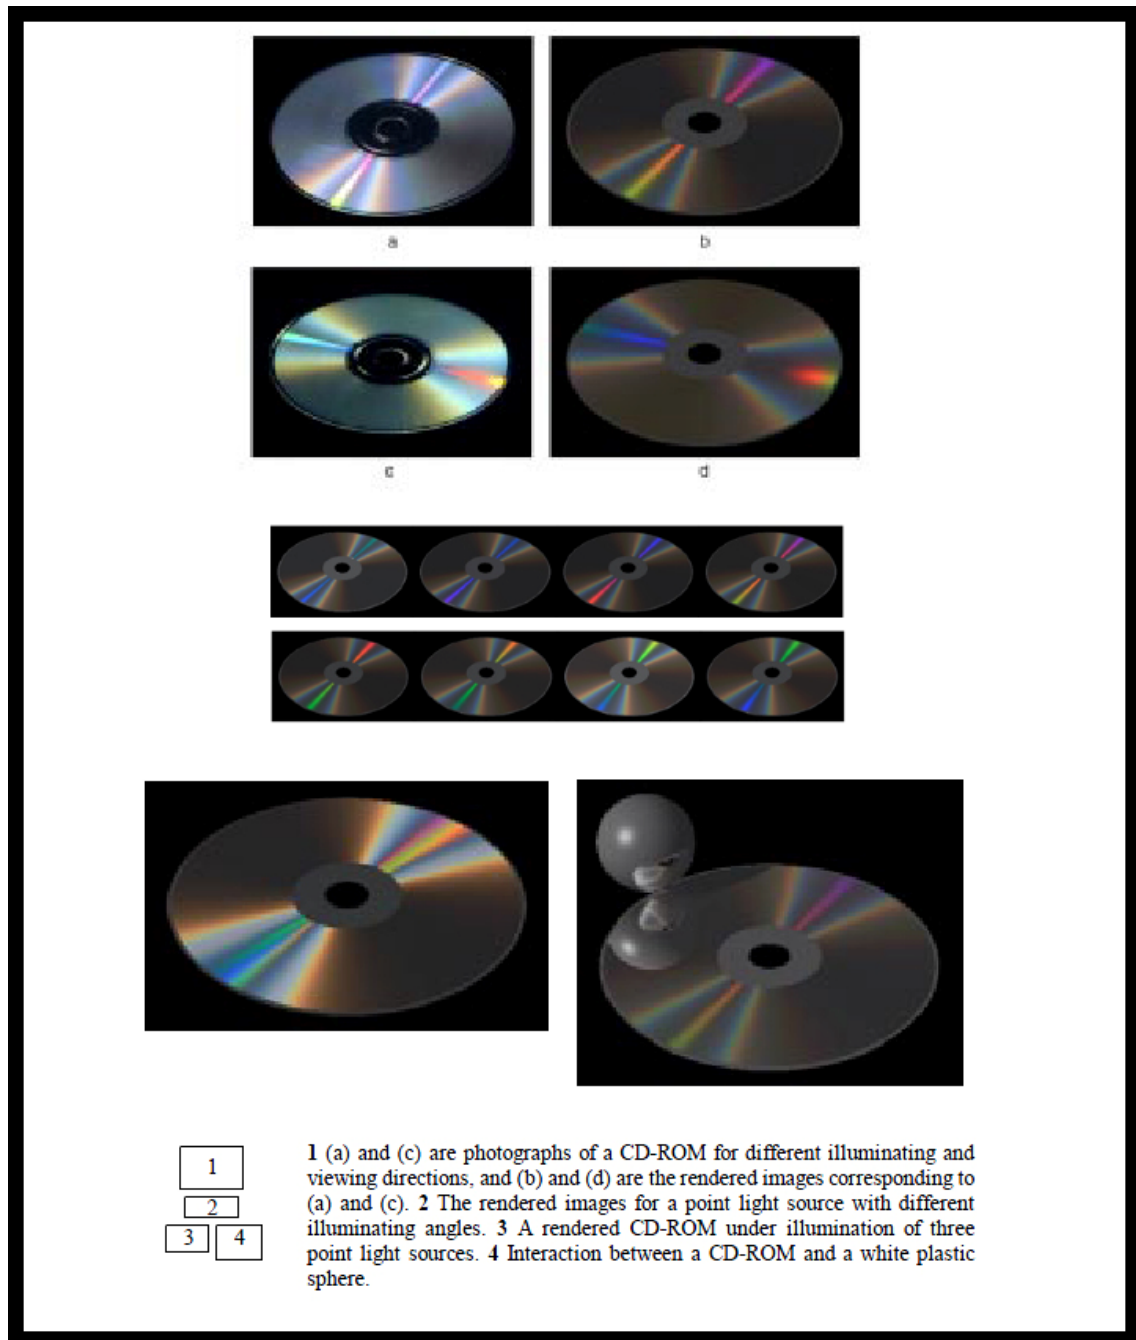 a
b
c
d
1
2
3
4
1 (a) and (c) are photographs of a CD-ROM for different illuminating and
viewing directions, and (b) and (d) are the rendered images corresponding to
(a) and (c). 2 The rendered images for a point light source with different
illuminating angles. 3 A rendered CD-ROM under illumination of three
point light sources. 4 Interaction between a CD-ROM and a white plastic
sphere.